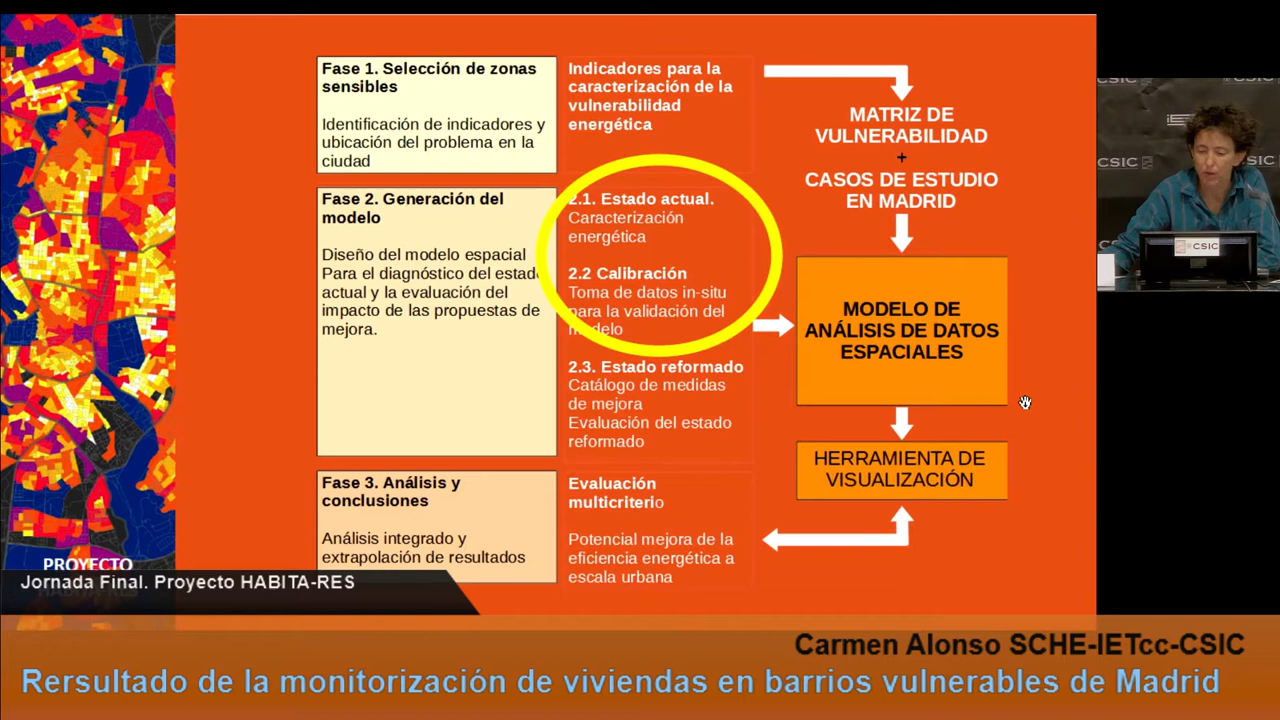 Fase 1. Selección de zonas
sensibles
Identificación de indicadores y
ubicación del problema en la
ciudad
Indicadores para la
caracterización de la
vulnerabilidad
energética
MATRIZ DE
VULNERABILIDAD
+
CASOS DE ESTUDIO
EN MADRID
Fase 2. Generación del
modelo
Diseño del modelo espacial
Para el diagnóstico del estado
actual y la evaluación del
impacto de las propuestas de
mejora.
2.1. Estado actual.
Caracterización
energética
2.2 Calibración
Toma de datos in-situ
para la validación del
modelo
2.3. Estado reformado
Catálogo de medidas
de mejora
Evaluación del estado
reformado
MODELO DE
ANÁLISIS DE DATOS
ESPACIALES
HERRAMIENTA DE
VISUALIZACIÓN
Fase 3. Análisis y
conclusiones
Análisis integrado y
extrapolación de resultados
Evaluación
multicriterio
Potencial mejora de la
eficiencia energética a
escala urbana
CSIC
CSIC
CSIC
CSIC
PROYECTO
HABITA-RES
Jornada Final. Proyecto HABITA-RES
Carmen Alonso SCHE-IETcc-CSIC
Rersultado de la monitorización de viviendas en barrios vulnerables de Madrid